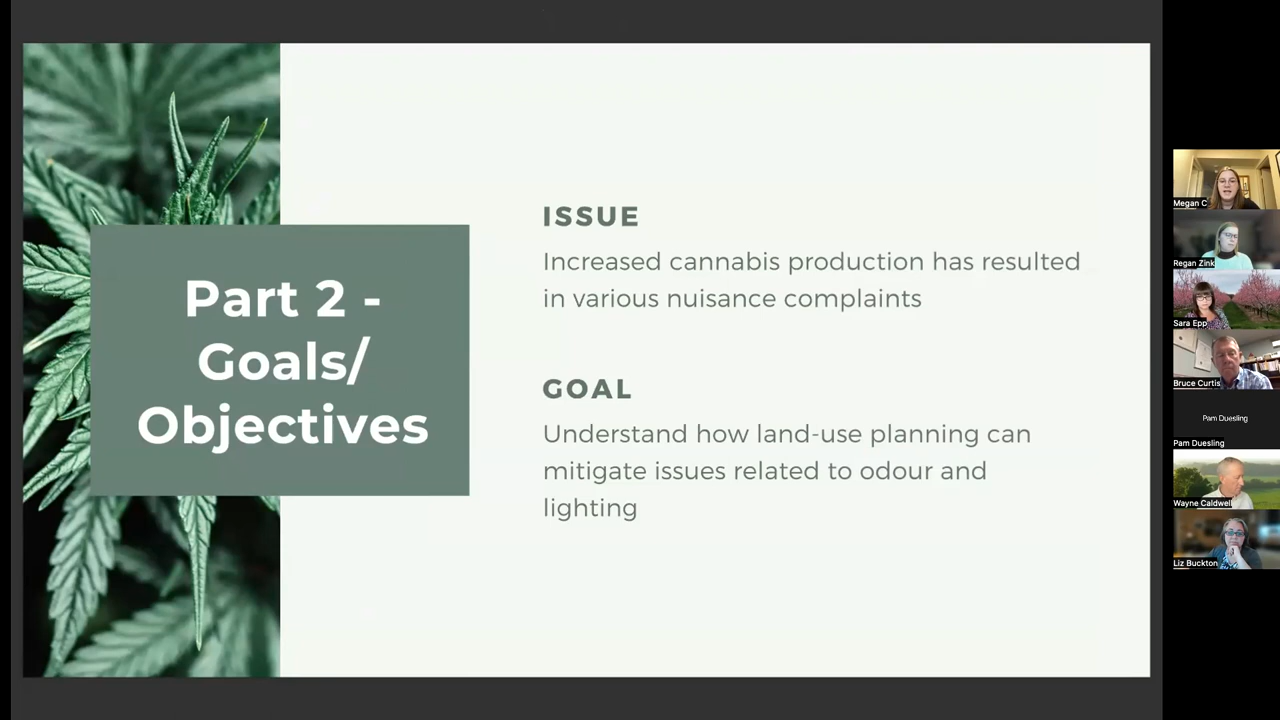 Part 2 -
Goals/
Objectives
ISSUE
Increased cannabis production has resulted
in various nuisance complaints
GOAL
Understand how land-use planning can
mitigate issues related to odour and
lighting
Megan C
Regan Zink
Sara Epp
Bruce Curtis
Pam Duesling
Pam Duesling
Wayne Caldwell
Liz Buckton